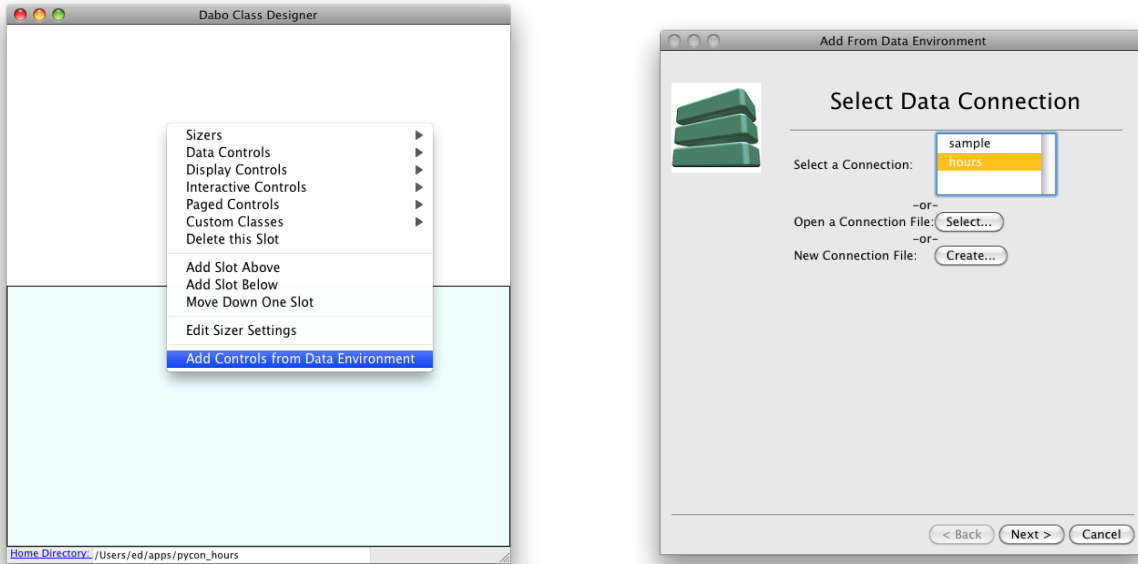 Dabo Class Designer
Sizers
Data Controls
Display Controls
Interactive Controls
Paged Controls
Custom Classes
Delete this Slot
Add Slot Above
Add Slot Below
Move Down One Slot
Edit Sizer Settings
Add Controls from Data Environment
Home Directory: /Users/ed/apps/pycon_hours
Add From Data Environment
Select Data Connection
Select a Connection:
sample
hours
-or-
Open a Connection File: Select...
-or-
New Connection File: Create...
< Back Next > Cancel